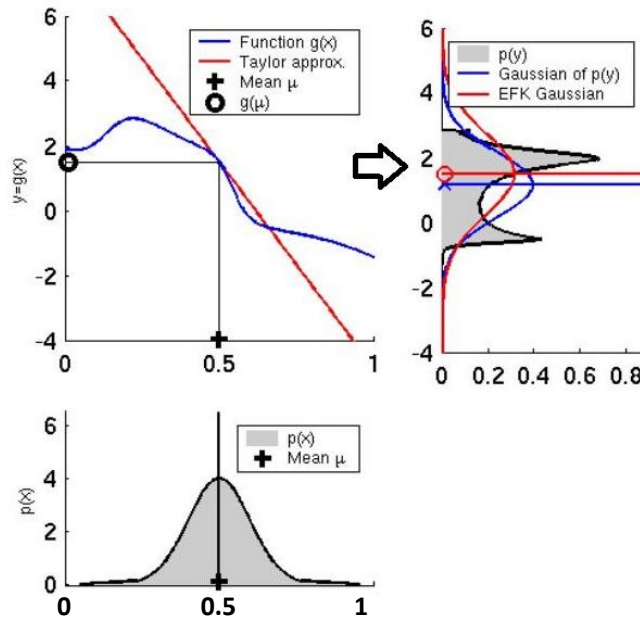 6
4
2
0
-2
-4
0
0.5
1
y=g(x)
Function g(x)
Taylor approx.
Mean μ
g(μ)
6
4
2
0
-2
-4
0
0.2
0.4
0.6
0.8
p(y)
Gaussian of p(y)
EFK Gaussian
6
4
2
0
p(x)
p(x)
Mean μ
0
0.5
1